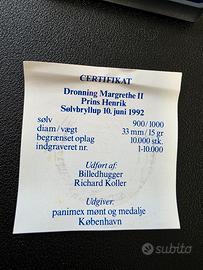 CERTIFIKAT
Dronning Margrethe II
Prins Henrik
Sølvbryllup 10. juni 1992
sølv 900/1000
diam/vægt 33 mm/15 gr
begrænset oplag 10.000 stk.
indgraveret nr. 1-10.000
Udført af:
Billedhugger
Richard Koller
Udgiver:
panimex mønt og medalje
København
subito